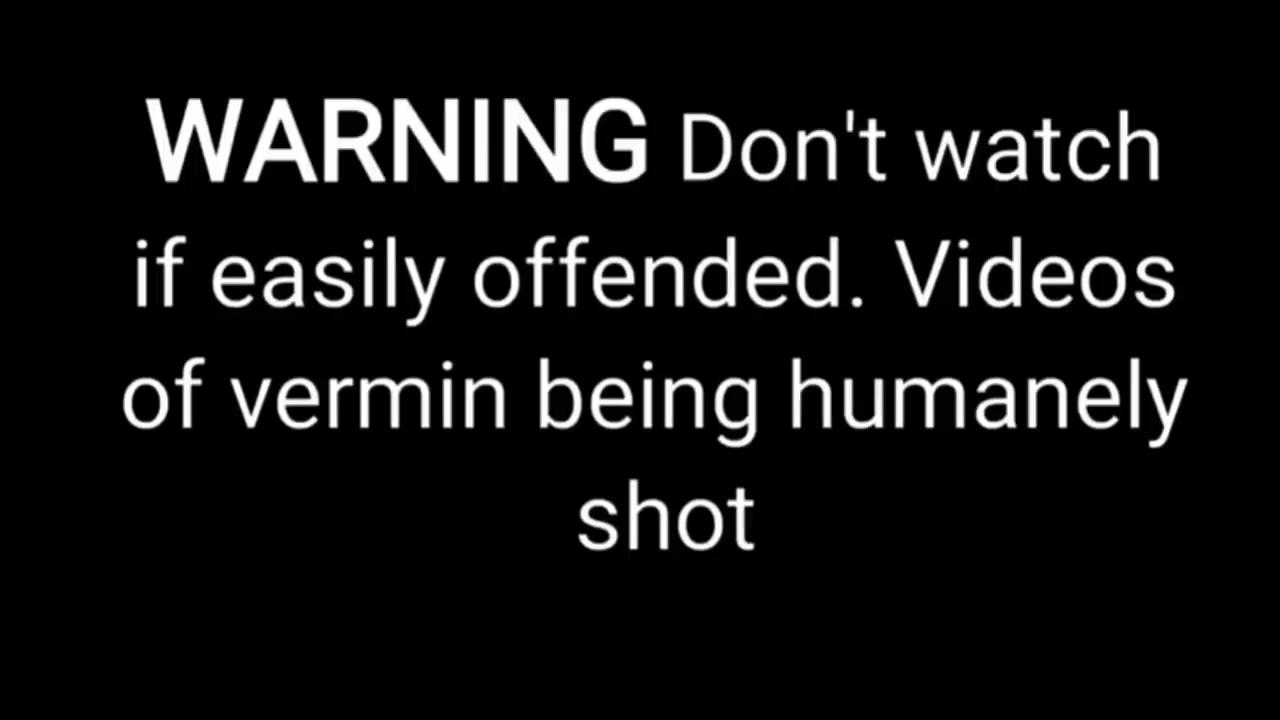 WARNING Don't watch
if easily offended. Videos
of vermin being humanely
shot